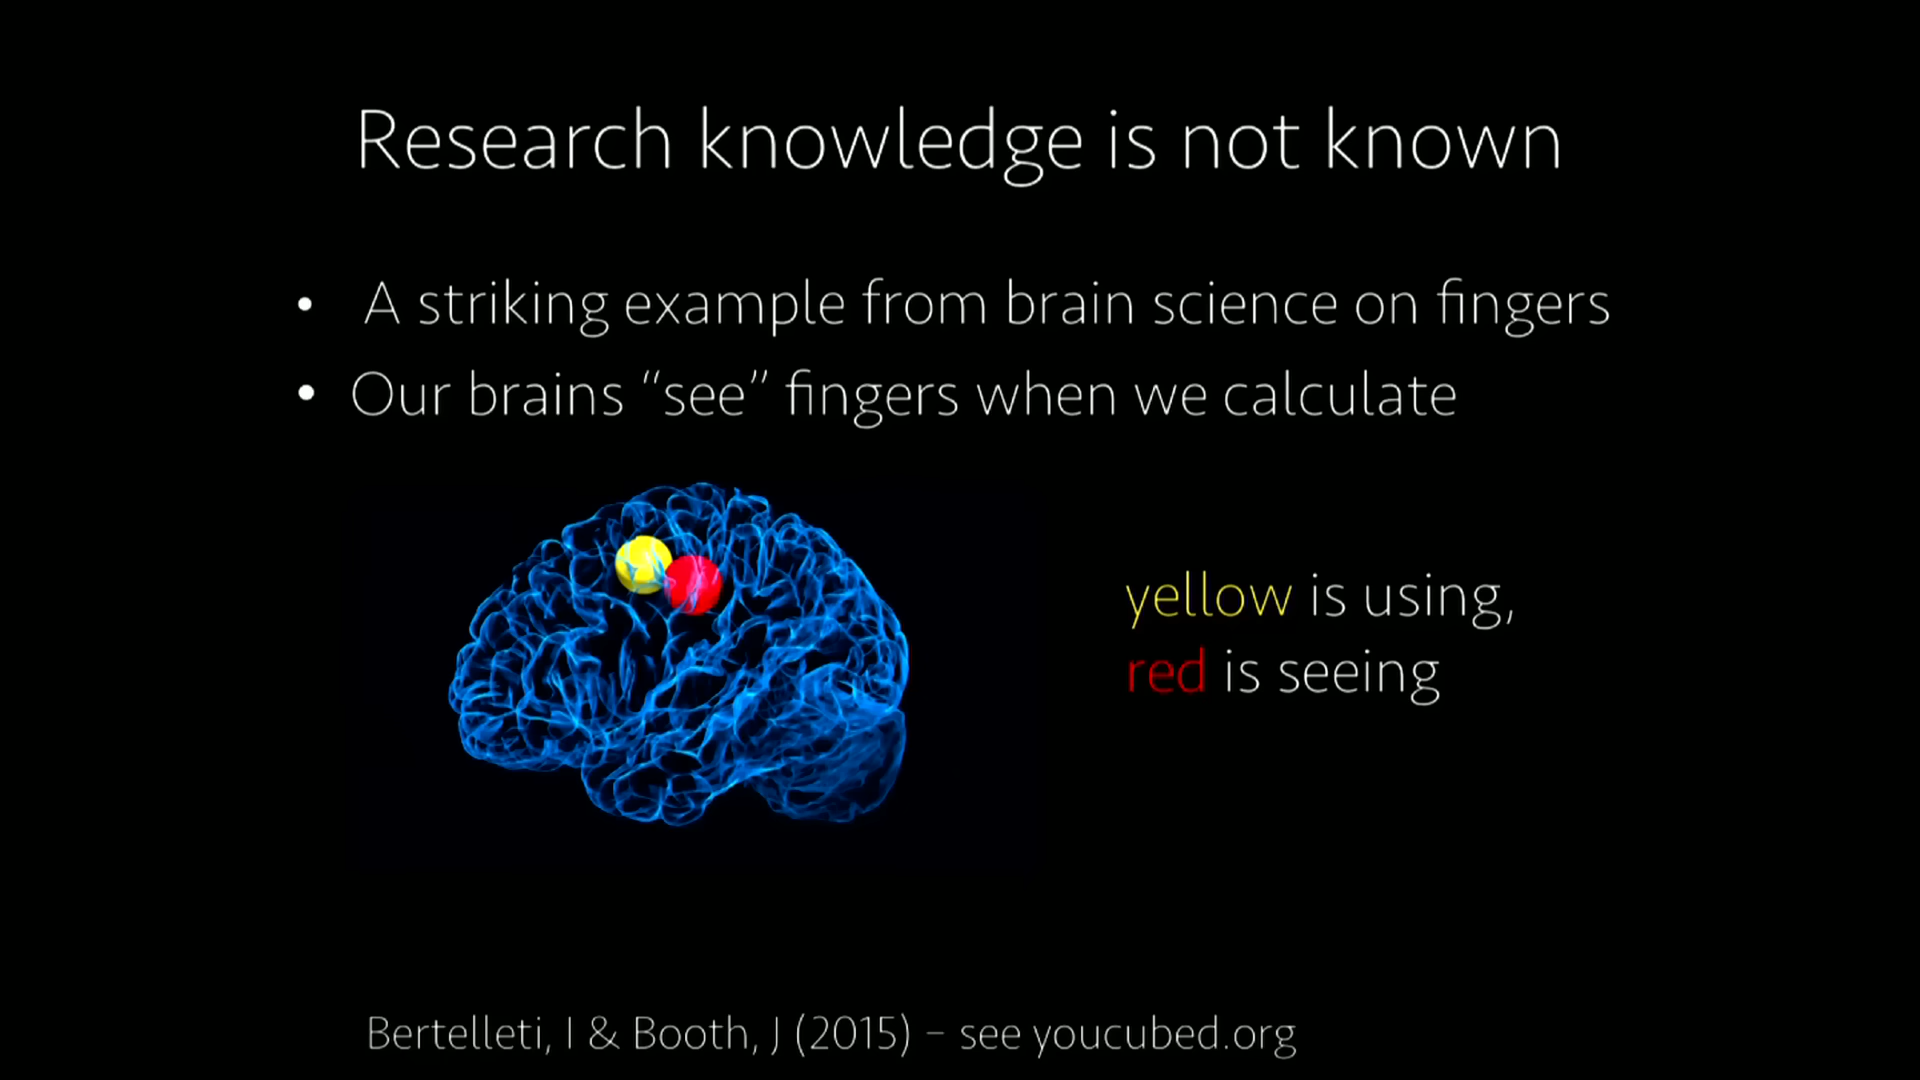 Research knowledge is not known
• A striking example from brain science on fingers
• Our brains “see” fingers when we calculate
yellow is using,
red is seeing
Bertelleti, I & Booth, J (2015) – see youcubed.org